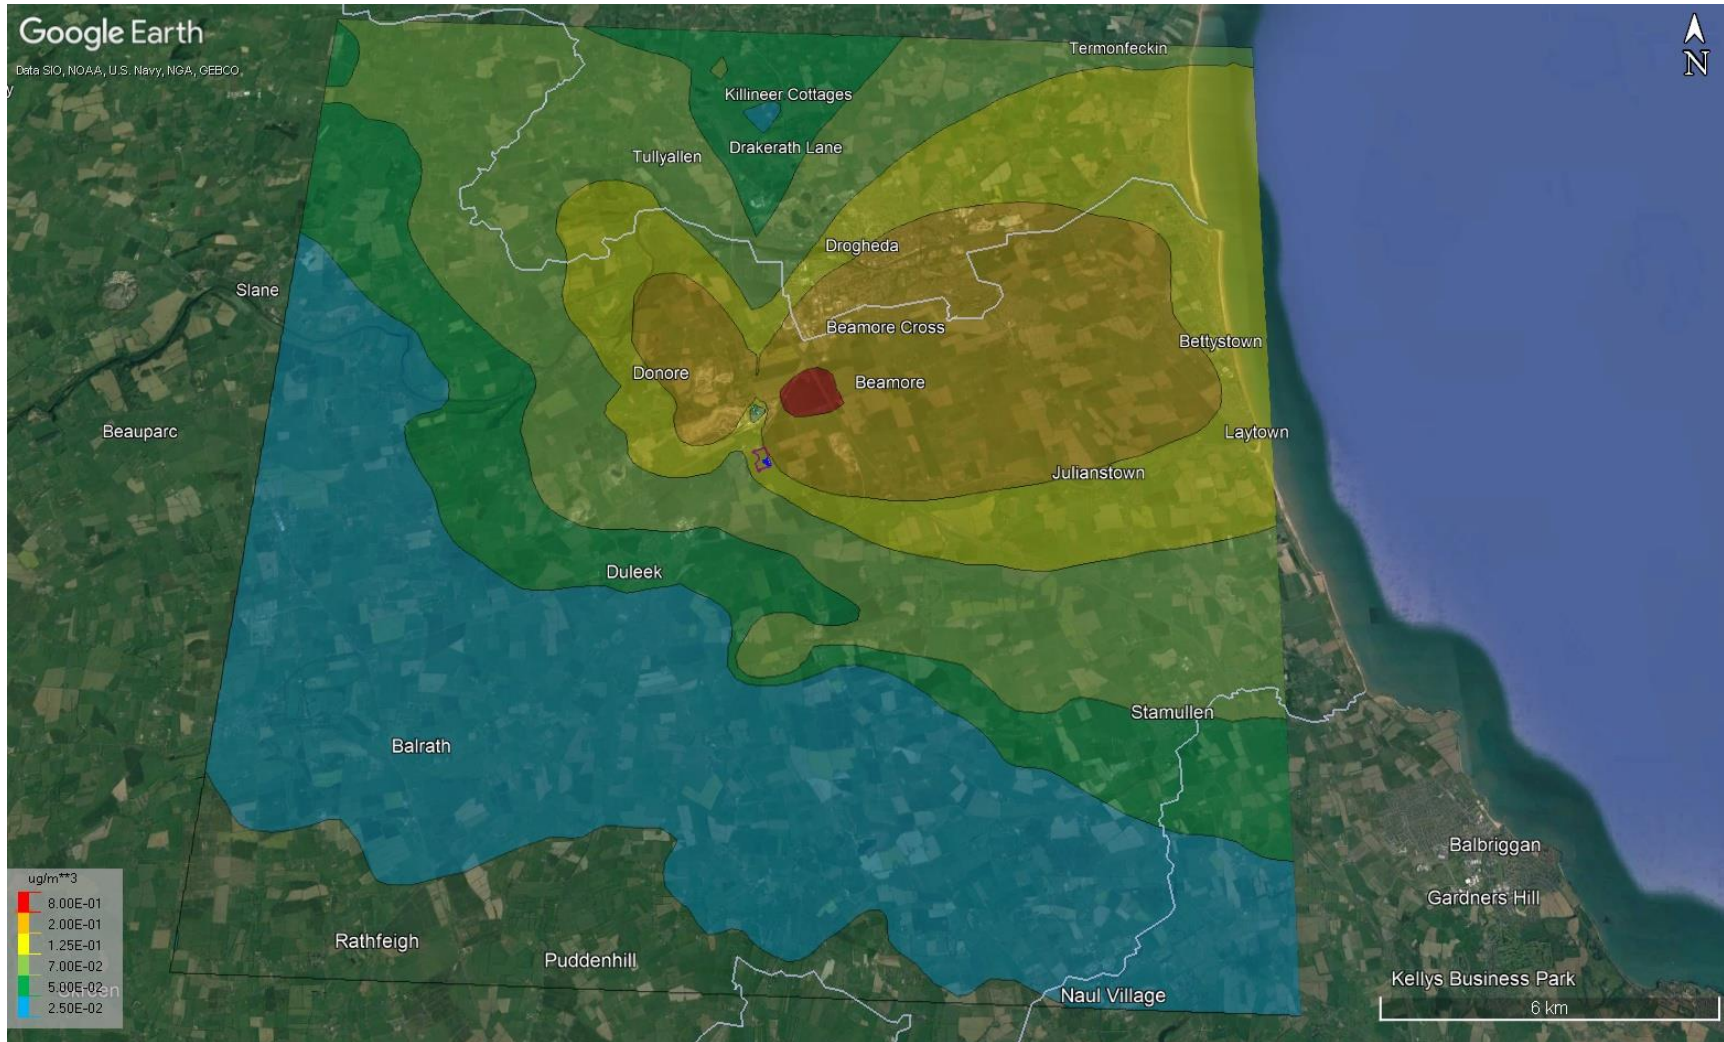 Google Earth
Data SIO, NOAA, U.S. Navy, NGA, GEBCO
y
N
Termonfeckin
Killineer Cottages
Drakerath Lane
Tullyallen
Drogheda
Slane
Beamore Cross
Bettystown
Donore
Beamore
Beauparc
Laytown
Julianstown
Duleek
Stamullen
Balrath
Balbriggan
Gardners Hill
Rathfeigh
Puddenhill
Kellys Business Park
Naul Village
6 km
ug/m**3
8.00E-01
2.00E-01
1.25E-01
7.00E-02
5.00E-02
Skreen
2.50E-02